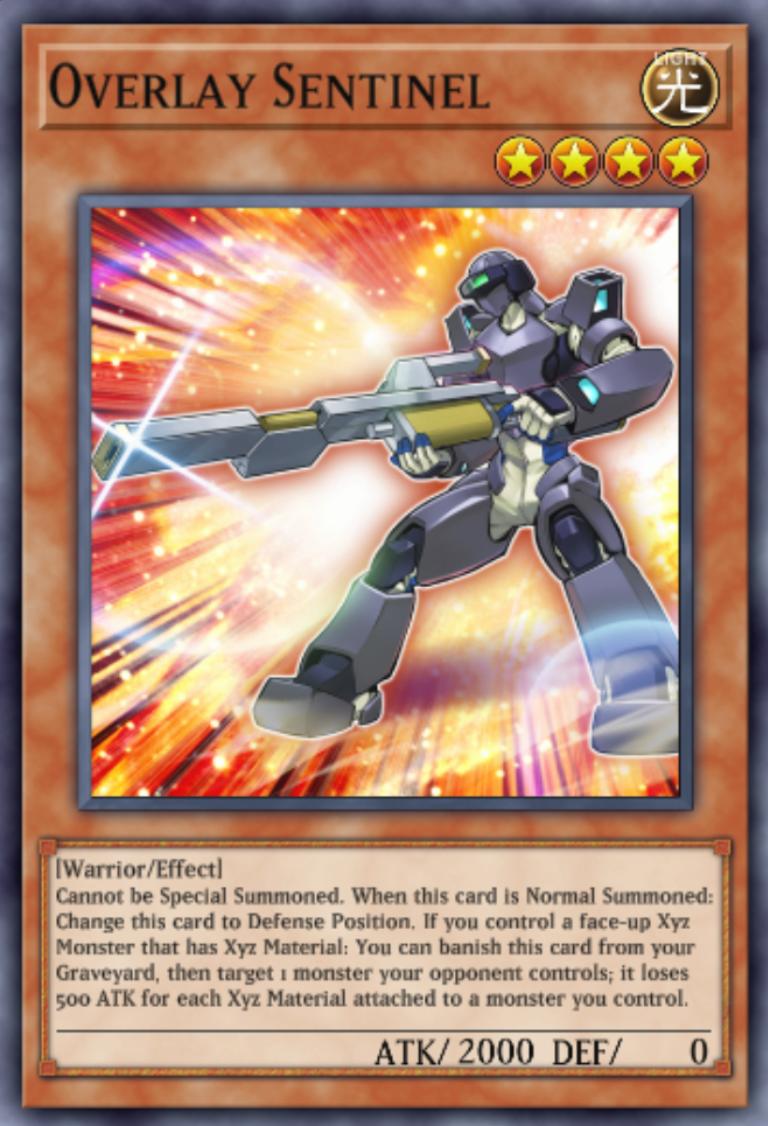 OVERLAY SENTINEL
LIGHT
光
[Warrior/Effect]
Cannot be Special Summoned. When this card is Normal Summoned:
Change this card to Defense Position. If you control a face-up Xyz
Monster that has Xyz Material: You can banish this card from your
Graveyard, then target 1 monster your opponent controls; it loses
500 ATK for each Xyz Material attached to a monster you control.
ATK/ 2000 DEF/ 0